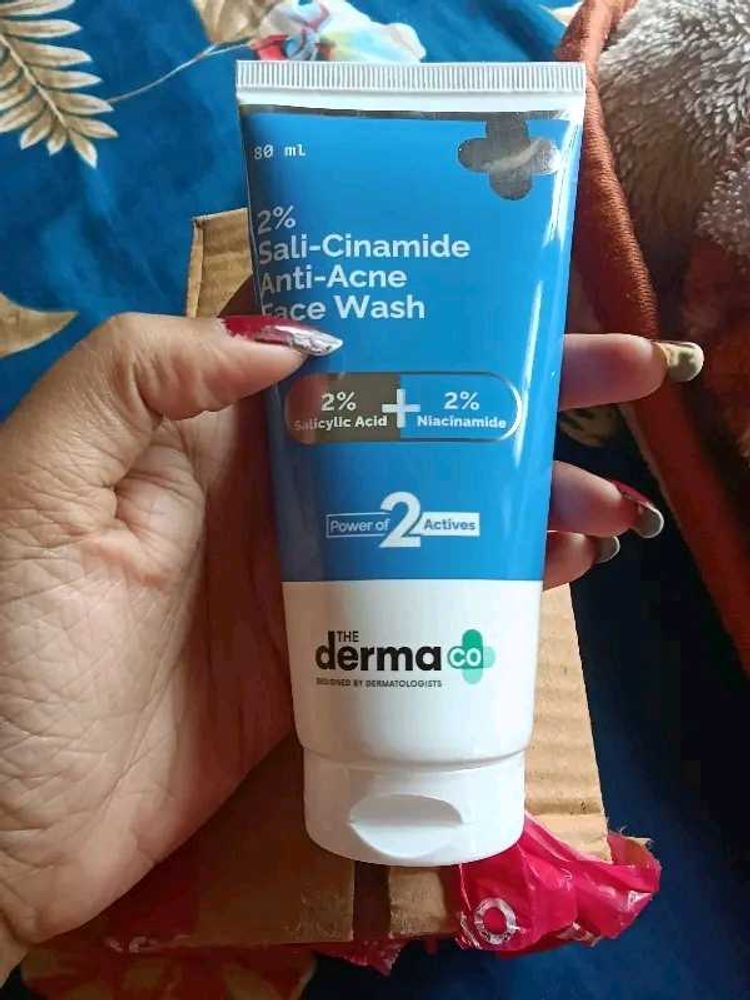 80 ml
2%
Sali-Cinamide
Anti-Acne
Face Wash
2% + 2%
Salicylic Acid Niacinamide
Power of 2 Actives
THE
derma co
DESIGNED BY DERMATOLOGISTS